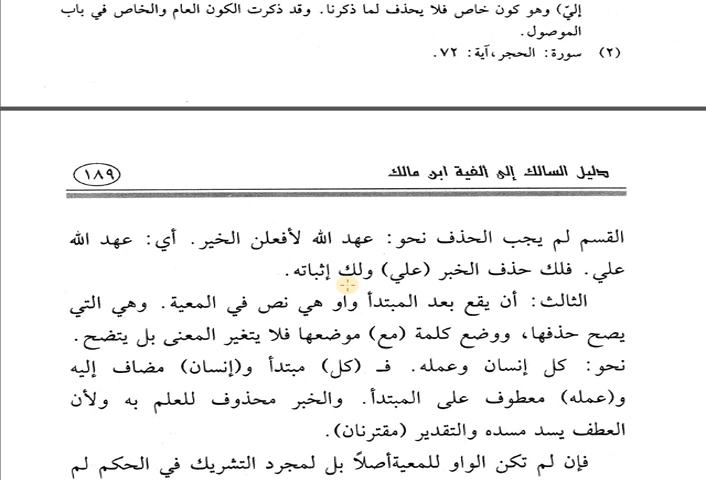 إليّ) وهو كون خاص فلا يحذف لما ذكرنا. وقد ذكرت الكون العام والخاص في باب
الموصول.
(٢) سورة: الحجر، آية: ٧٢.
دليل السالك إلى ألفية ابن مالك
١٨٩
القسم لم يجب الحذف نحو: عهد الله لأفعلن الخير. أي: عهد الله
علي. فلك حذف الخبر (علي) ولك إثباته.
الثالث: أن يقع بعد المبتدأ واو هي نص في المعية. وهي التي
يصح حذفها، ووضع كلمة (مع) موضعها فلا يتغير المعنى بل يتضح.
نحو: كل إنسان وعمله. فـ (كل) مبتدأ و(إنسان) مضاف إليه
و(عمله) معطوف على المبتدأ. والخبر محذوف للعلم به ولأن
العطف يسد مسده والتقدير (مقترنان).
فإن لم تكن الواو للمعيةأصلاً بل لمجرد التشريك في الحكم لم